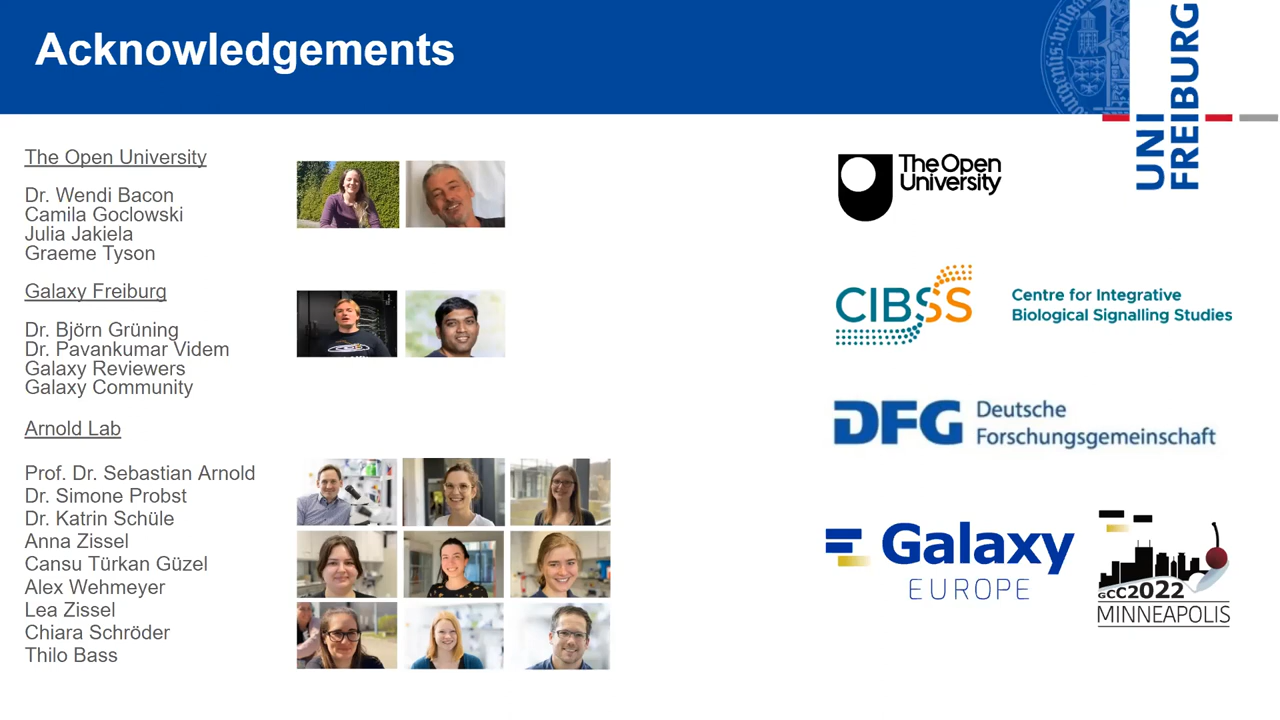 Acknowledgements
UNI
FREIBURG
The Open University
Dr. Wendi Bacon
Camila Goclowski
Julia Jakiela
Graeme Tyson
Galaxy Freiburg
Dr. Björn Grüning
Dr. Pavankumar Videm
Galaxy Reviewers
Galaxy Community
Arnold Lab
Prof. Dr. Sebastian Arnold
Dr. Simone Probst
Dr. Katrin Schüle
Anna Zissel
Cansu Türkan Güzel
Alex Wehmeyer
Lea Zissel
Chiara Schröder
Thilo Bass
The Open
University
CIBSS
Centre for Integrative
Biological Signalling Studies
DFG
Deutsche
Forschungsgemeinschaft
Galaxy
EUROPE
GCC2022
MINNEAPOLIS